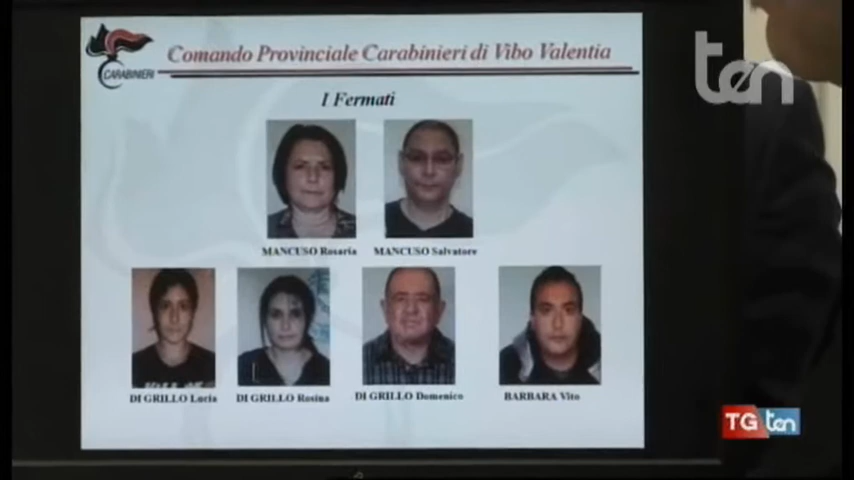 Comando Provinciale Carabinieri di Vibo Valentia
CARABINIERI
ten
I Fermati
MANCUSO Rosaria MANCUSO Salvatore
DI GRILLO Lucia DI GRILLO Rosina DI GRILLO Domenico BARBARA Vito
TG ten